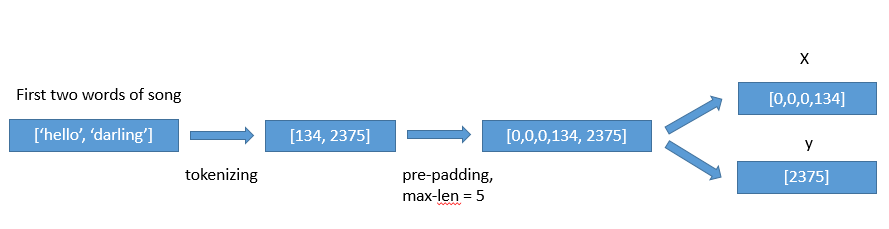 First two words of song
['hello', 'darling']
tokenizing
[134, 2375]
pre-padding,
max-len = 5
[0,0,0,134, 2375]
X
[0,0,0,134]
y
[2375]